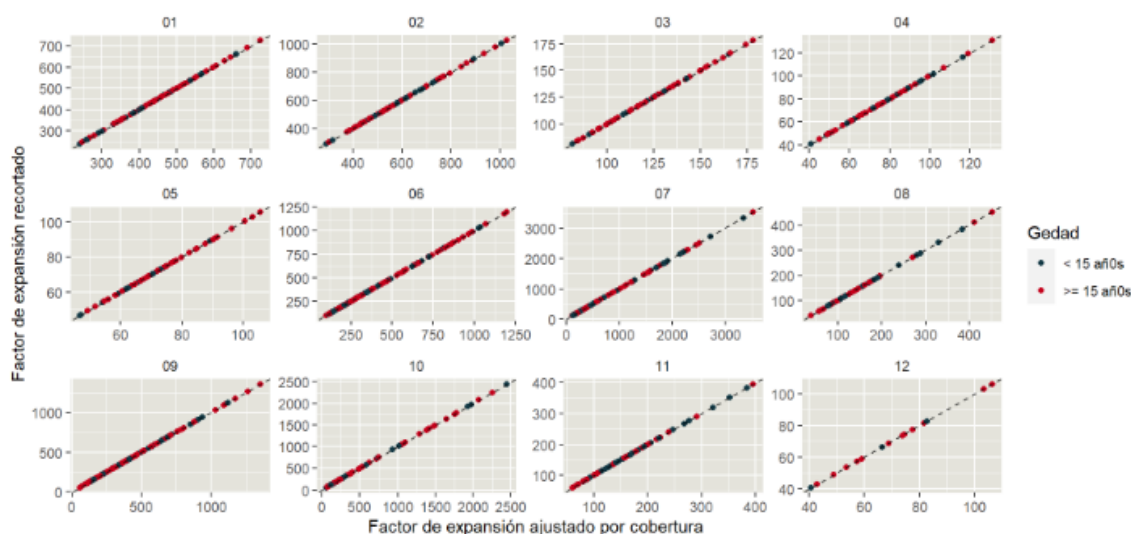 01 02 03 04
700 600 500 400 300
1000 800 600 400
175 150 125 100
120 100 80 60 40
300 400 500 600 700
400 600 800 1000
100 125 150 175
40 60 80 100 120
05 06 07 08
100 80 60
1250 1000 750 500 250
3000 2000 1000 0
400 300 200 100
60 80 100
250 500 750 1000 1250
0 1000 2000 3000
100 200 300 400
09 10 11 12
1000 500 0
2500 2000 1500 1000 500 0
400 300 200 100
100 80 60 40
0 500 1000
0 500 1000 1500 2000 2500
100 200 300 400
40 60 80 100
Factor de expansión recortado
Factor de expansión ajustado por cobertura
Gedad
< 15 añ0s
>= 15 añ0s